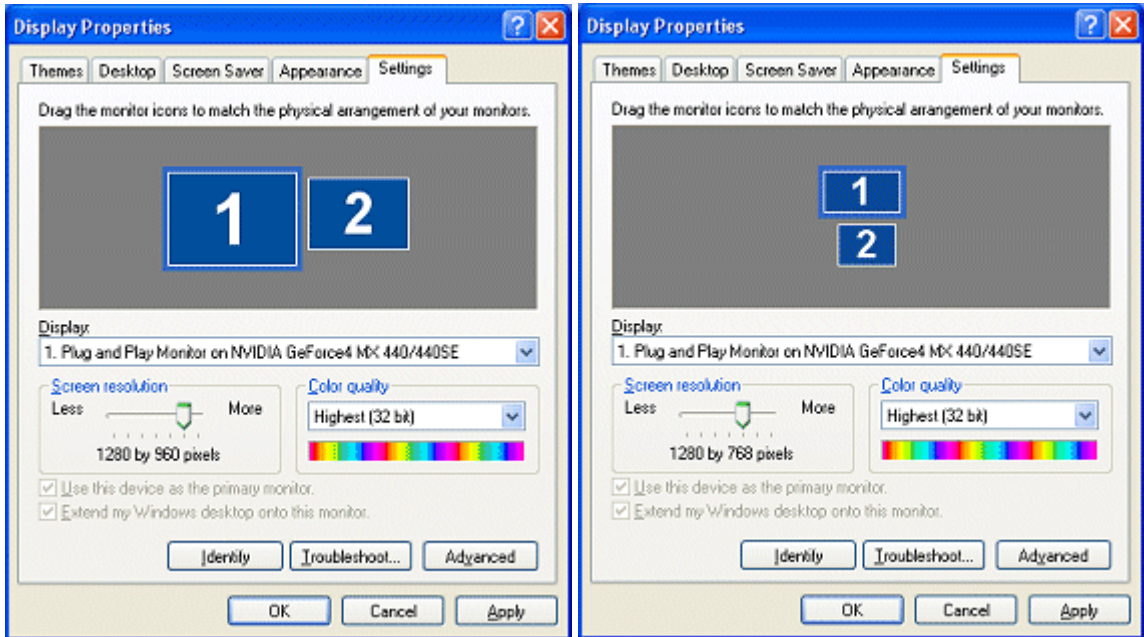 Display Properties
Themes Desktop Screen Saver Appearance Settings
Drag the monitor icons to match the physical arrangement of your monitors.
1 2
Display:
1. Plug and Play Monitor on NVIDIA GeForce4 MX 440/440SE
Screen resolution Color quality
Less More Highest (32 bit)
1280 by 960 pixels
Use this device as the primary monitor.
Extend my Windows desktop onto this monitor.
Identify Troubleshoot... Advanced
OK Cancel Apply
Display Properties
Themes Desktop Screen Saver Appearance Settings
Drag the monitor icons to match the physical arrangement of your monitors.
1
2
Display:
1. Plug and Play Monitor on NVIDIA GeForce4 MX 440/440SE
Screen resolution Color quality
Less More Highest (32 bit)
1280 by 768 pixels
Use this device as the primary monitor.
Extend my Windows desktop onto this monitor.
Identify Troubleshoot... Advanced
OK Cancel Apply